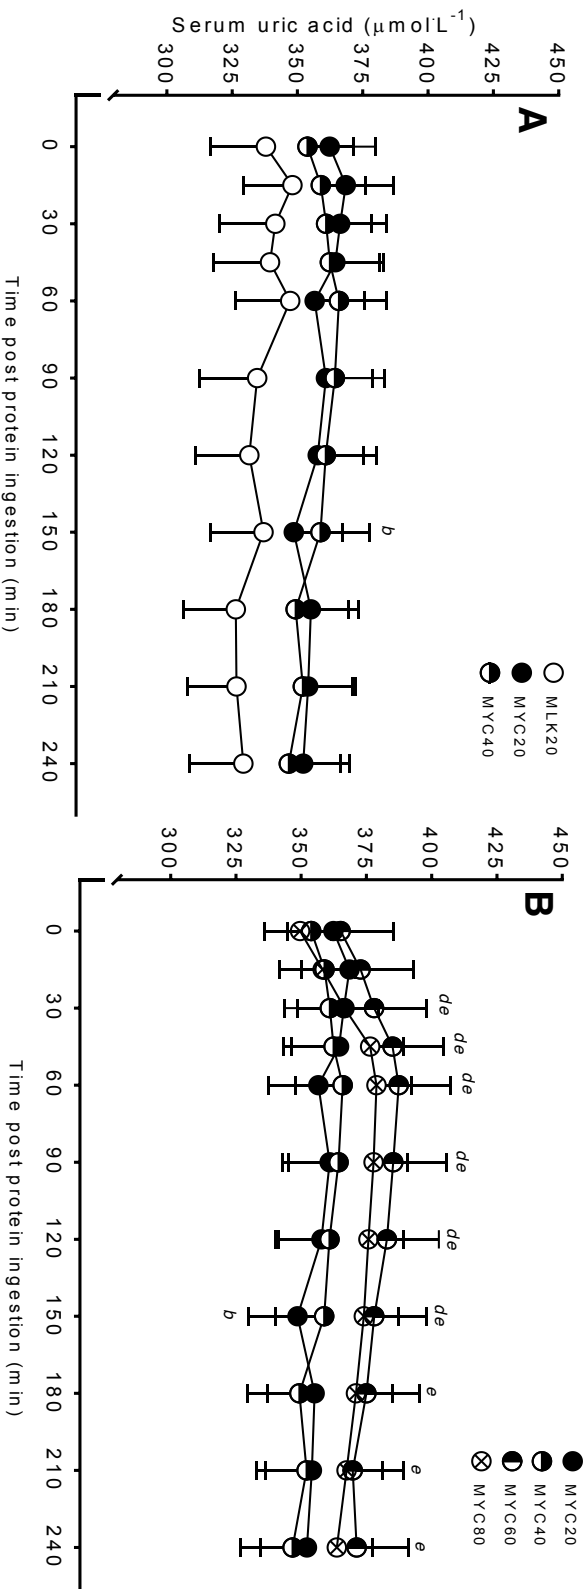 A
MLK20
MYC20
MYC40
Serum uric acid (µmol·L⁻¹)
450
425
400
375
350
325
300
b
0 30 60 90 120 150 180 210 240
Time post protein ingestion (min)
B
MYC20
MYC40
MYC60
MYC80
450
425
400
375
350
325
300
de de de de de de e e e
b
0 30 60 90 120 150 180 210 240
Time post protein ingestion (min)